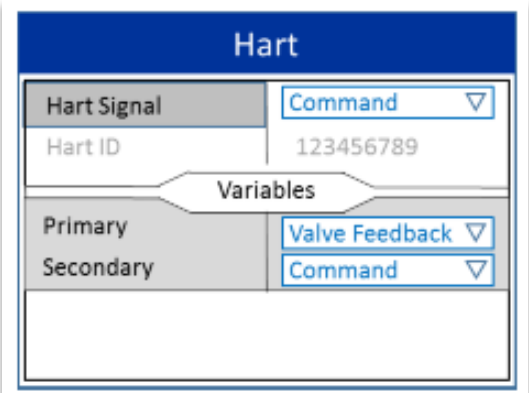 Hart
Hart Signal Command
Hart ID 123456789
Variables
Primary Valve Feedback
Secondary Command